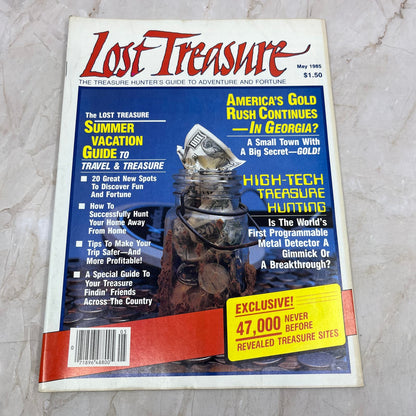 Lost Treasure
May 1985
$1.50
THE TREASURE HUNTER'S GUIDE TO ADVENTURE AND FORTUNE
The LOST TREASURE
SUMMER
VACATION
GUIDE TO
TRAVEL & TREASURE
■ 20 Great New Spots
To Discover Fun
And Fortune
■ How To
Successfully Hunt
Your Home Away
From Home
■ Tips To Make Your
Trip Safer—And
More Profitable!
■ A Special Guide To
Your Treasure
Findin' Friends
Across The Country
AMERICA'S GOLD
RUSH CONTINUES
—IN GEORGIA?
A Small Town With
A Big Secret—GOLD!
HIGH-TECH
TREASURE
HUNTING
Is The World's
First Programmable
Metal Detector A
Gimmick Or
A Breakthrough?
EXCLUSIVE!
47,000 NEVER
BEFORE
REVEALED TREASURE SITES
05
0
71896 48800